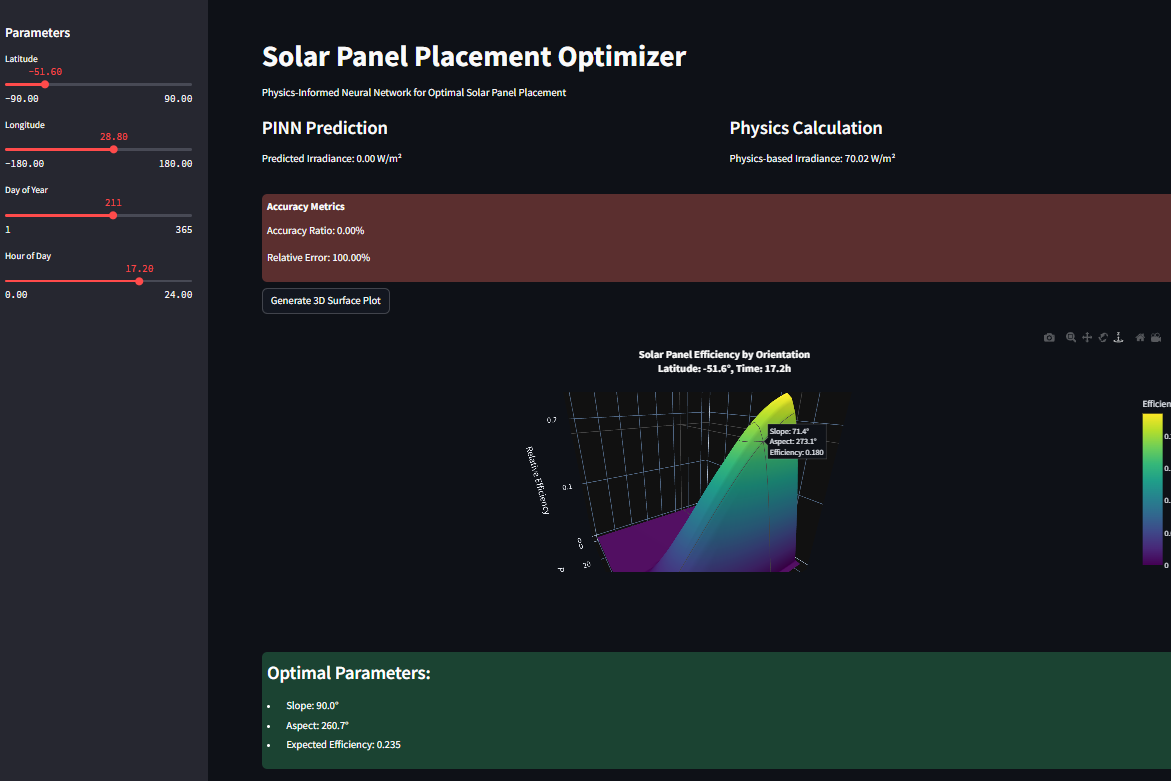 Parameters
Latitude
-51.60
-90.00 90.00
Longitude
28.80
-180.00 180.00
Day of Year
211
1 365
Hour of Day
17.20
0.00 24.00
Solar Panel Placement Optimizer
Physics-Informed Neural Network for Optimal Solar Panel Placement
PINN Prediction
Predicted Irradiance: 0.00 W/m²
Physics Calculation
Physics-based Irradiance: 70.02 W/m²
Accuracy Metrics
Accuracy Ratio: 0.00%
Relative Error: 100.00%
Generate 3D Surface Plot
Solar Panel Efficiency by Orientation
Latitude: -51.6°, Time: 17.2h
Relative Efficiency
0.1
20
Slope: 71.4°
Aspect: 273.1°
Efficiency: 0.180
Efficien
0
Optimal Parameters:
• Slope: 90.0°
• Aspect: 260.7°
• Expected Efficiency: 0.235